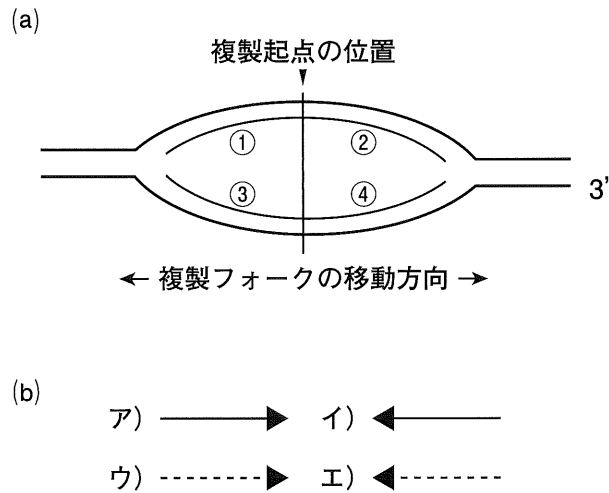 (a)
複製起点の位置
① ②
③ ④
3'
← 複製フォークの移動方向 →
(b)
ア) イ)
ウ) エ)